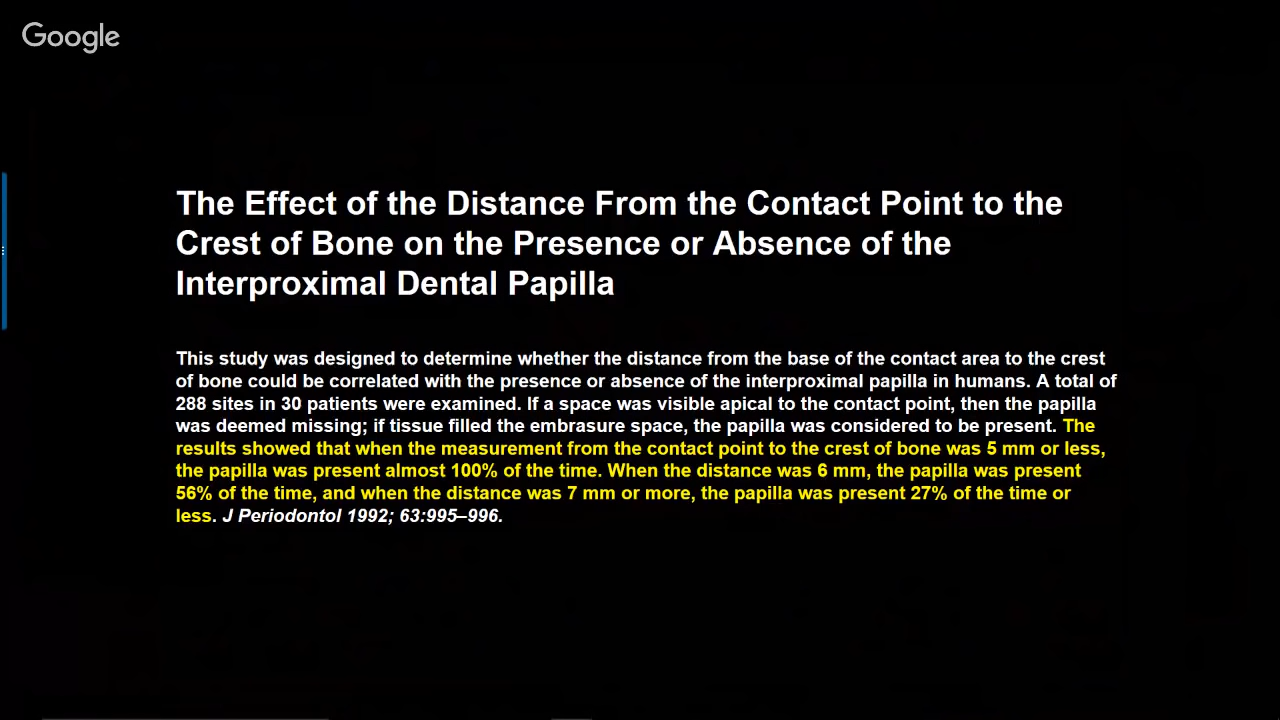 Google
The Effect of the Distance From the Contact Point to the
Crest of Bone on the Presence or Absence of the
Interproximal Dental Papilla
This study was designed to determine whether the distance from the base of the contact area to the crest
of bone could be correlated with the presence or absence of the interproximal papilla in humans. A total of
288 sites in 30 patients were examined. If a space was visible apical to the contact point, then the papilla
was deemed missing; if tissue filled the embrasure space, the papilla was considered to be present. The
results showed that when the measurement from the contact point to the crest of bone was 5 mm or less,
the papilla was present almost 100% of the time. When the distance was 6 mm, the papilla was present
56% of the time, and when the distance was 7 mm or more, the papilla was present 27% of the time or
less. J Periodontol 1992; 63:995–996.